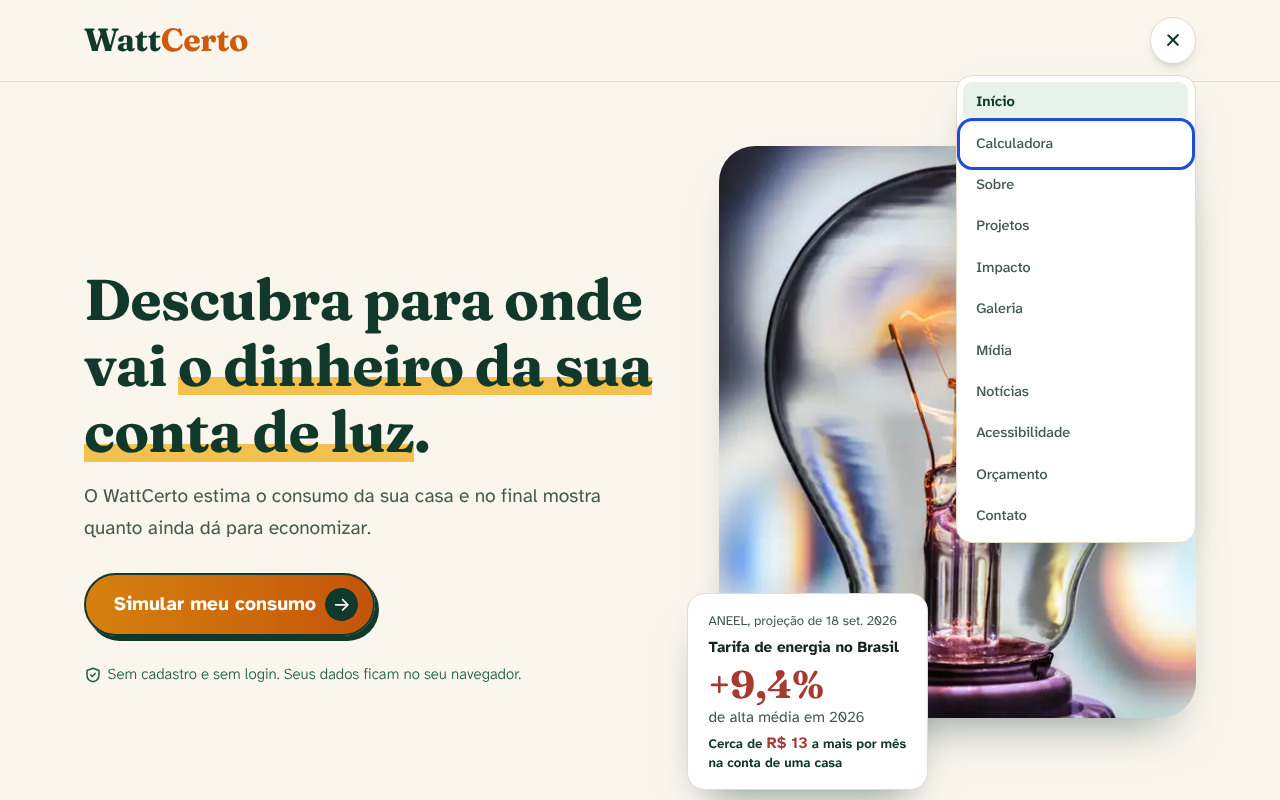 WattCerto
Início
Calculadora
Sobre
Projetos
Impacto
Galeria
Mídia
Notícias
Acessibilidade
Orçamento
Contato
Descubra para onde
vai o dinheiro da sua
conta de luz.
O WattCerto estima o consumo da sua casa e no final mostra
quanto ainda dá para economizar.
Simular meu consumo
Sem cadastro e sem login. Seus dados ficam no seu navegador.
ANEEL, projeção de 18 set. 2026
Tarifa de energia no Brasil
+9,4%
de alta média em 2026
Cerca de R$ 13 a mais por mês
na conta de uma casa